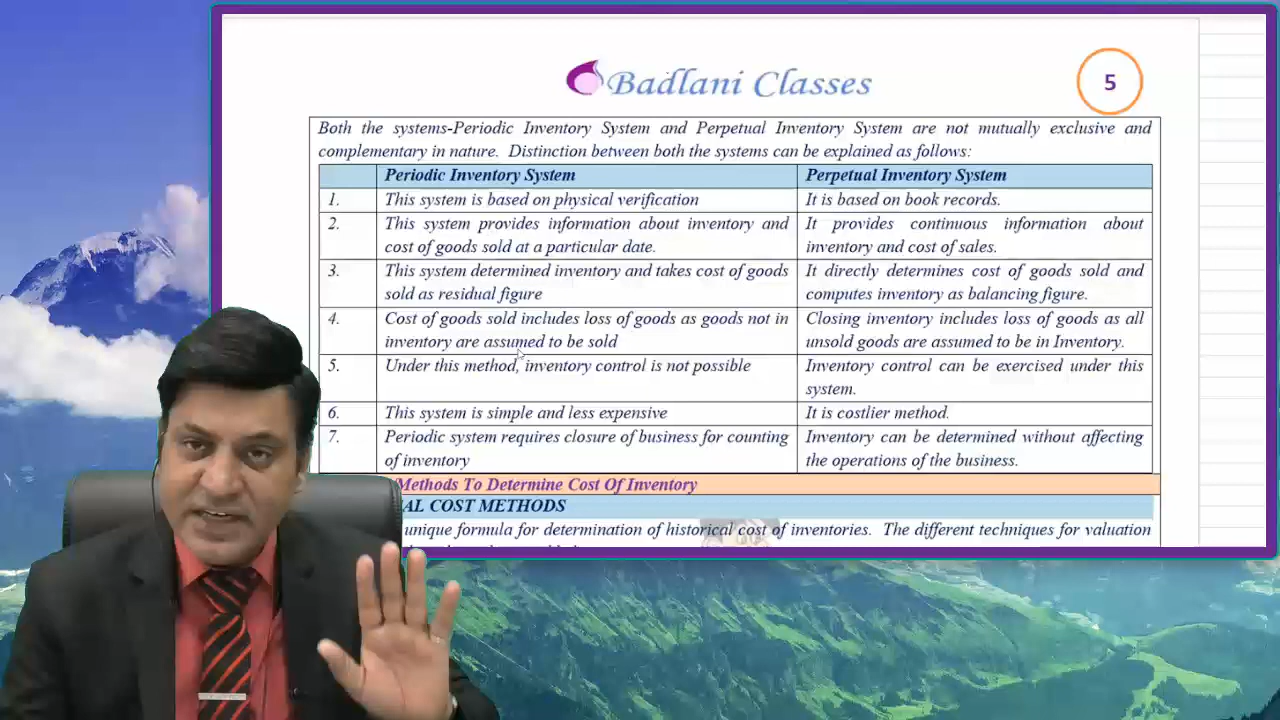 Badlani Classes
5
Both the systems-Periodic Inventory System and Perpetual Inventory System are not mutually exclusive and
complementary in nature. Distinction between both the systems can be explained as follows:
Periodic Inventory System
Perpetual Inventory System
1.
This system is based on physical verification
It is based on book records.
2.
This system provides information about inventory and
cost of goods sold at a particular date.
It provides continuous information about
inventory and cost of sales.
3.
This system determined inventory and takes cost of goods
sold as residual figure
It directly determines cost of goods sold and
computes inventory as balancing figure.
4.
Cost of goods sold includes loss of goods as goods not in
inventory are assumed to be sold
Closing inventory includes loss of goods as all
unsold goods are assumed to be in Inventory.
5.
Under this method, inventory control is not possible
Inventory control can be exercised under this
system.
6.
This system is simple and less expensive
It is costlier method.
7.
Periodic system requires closure of business for counting
of inventory
Inventory can be determined without affecting
the operations of the business.
Methods To Determine Cost Of Inventory
AL COST METHODS
unique formula for determination of historical cost of inventories. The different techniques for valuation